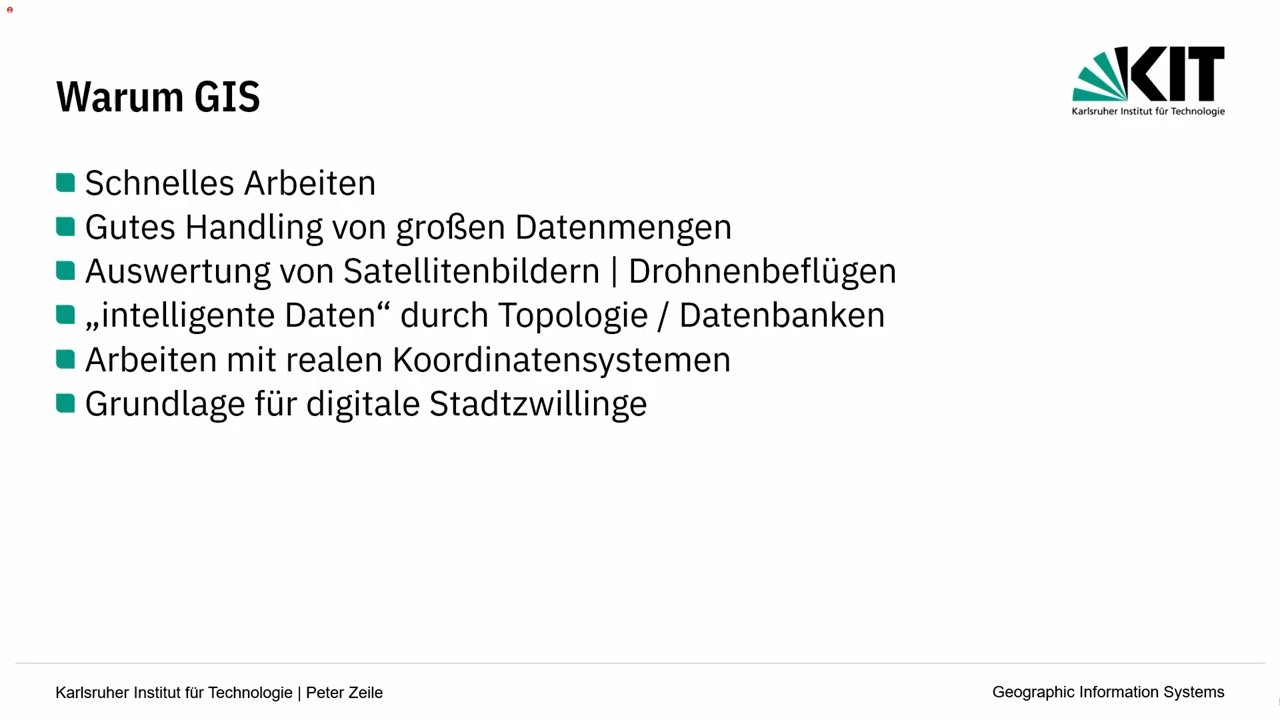 KIT
Karlsruher Institut für Technologie
Warum GIS
Schnelles Arbeiten
Gutes Handling von großen Datenmengen
Auswertung von Satellitenbildern | Drohnenbeflügen
„intelligente Daten“ durch Topologie / Datenbanken
Arbeiten mit realen Koordinatensystemen
Grundlage für digitale Stadtzwillinge
Karlsruher Institut für Technologie | Peter Zeile
Geographic Information Systems